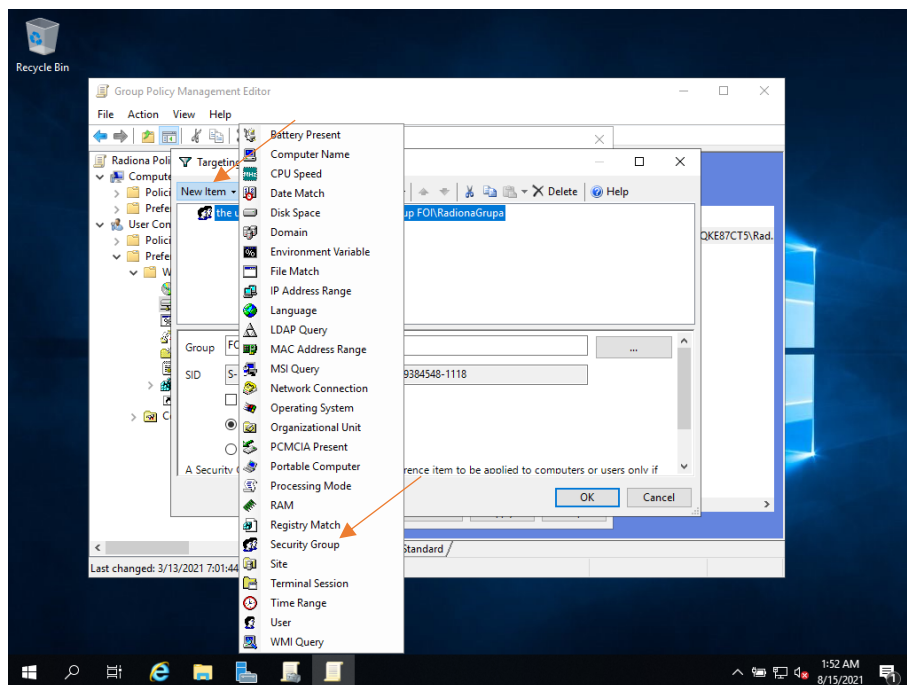 Recycle Bin
Group Policy Management Editor
File Action View Help
Radiona Poli
Targeting
Compute
New Item
Delete
Help
Polici
the u
up FOI\RadionaGrupa
Prefe
User Con
QKE87CT5\Rad.
Polici
Prefe
W
C
Battery Present
Computer Name
CPU Speed
Date Match
Disk Space
Domain
Environment Variable
File Match
IP Address Range
Language
LDAP Query
MAC Address Range
MSI Query
Network Connection
Operating System
Organizational Unit
PCMCIA Present
Portable Computer
Processing Mode
RAM
Registry Match
Security Group
Site
Terminal Session
Time Range
User
WMI Query
Group FO
...
SID S-
9384548-1118
A Security
rence item to be applied to computers or users only if
OK Cancel
Standard
Last changed: 3/13/2021 7:01:44
1:52 AM
8/15/2021
1